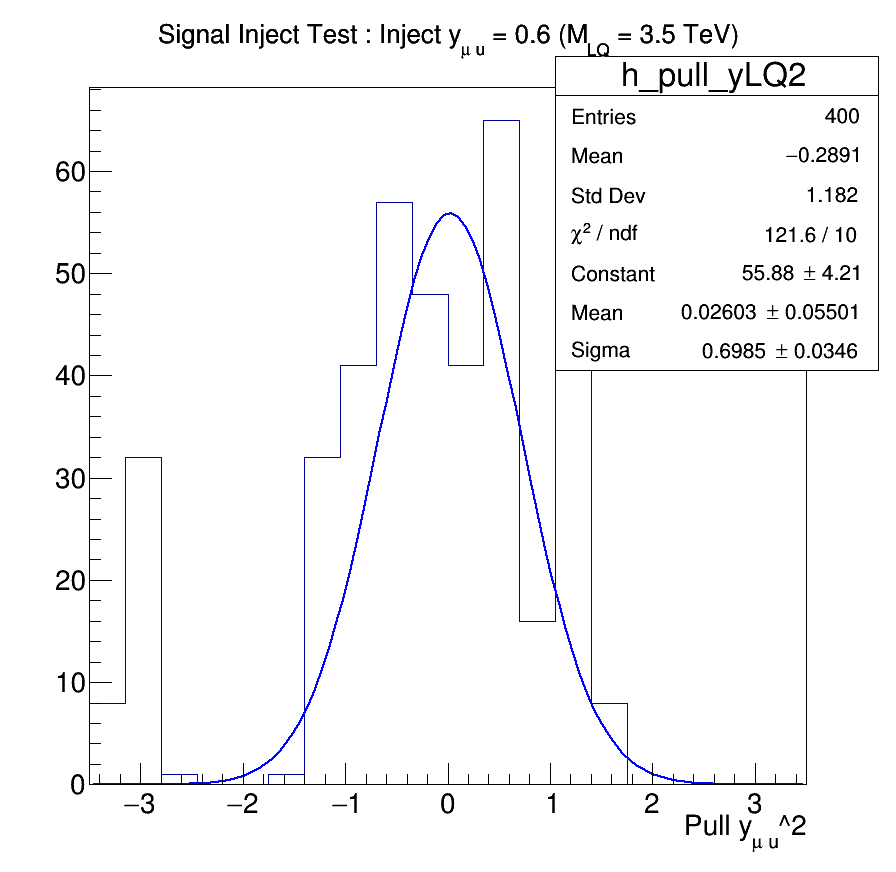 Signal Inject Test : Inject y_μ u = 0.6 (M_LQ = 3.5 TeV)
h_pull_yLQ2
Entries 400
Mean −0.2891
Std Dev 1.182
χ² / ndf 121.6 / 10
Constant 55.88 ± 4.21
Mean 0.02603 ± 0.05501
Sigma 0.6985 ± 0.0346
60
50
40
30
20
10
0
−3 −2 −1 0 1 2 3
Pull y_μ u^2